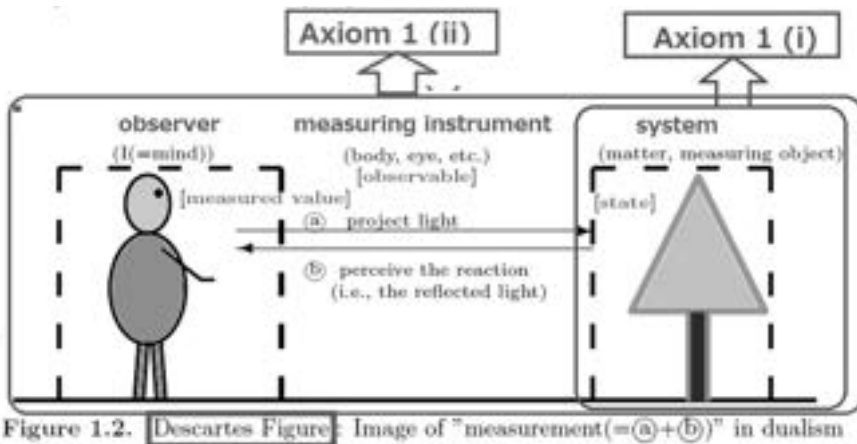 Axiom 1 (ii)
Axiom 1 (i)
observer
measuring instrument
system
(I(=mind))
(body, eye, etc.)
(matter, measuring object)
[observable]
[measured value]
[state]
ⓐ project light
ⓑ perceive the reaction
(i.e., the reflected light)
Figure 1.2. Descartes Figure: Image of "measurement(=ⓐ+ⓑ)" in dualism